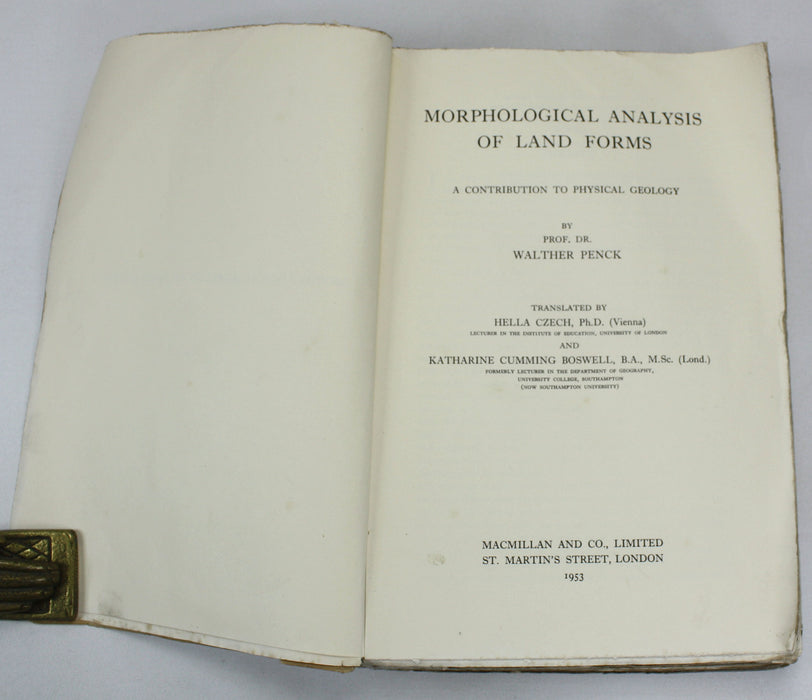 MORPHOLOGICAL ANALYSIS
OF LAND FORMS
A CONTRIBUTION TO PHYSICAL GEOLOGY
BY
PROF. DR.
WALTHER PENCK
TRANSLATED BY
HELLA CZECH, Ph.D. (Vienna)
LECTURER IN THE INSTITUTE OF EDUCATION, UNIVERSITY OF LONDON
AND
KATHARINE CUMMING BOSWELL, B.A., M.Sc. (Lond.)
FORMERLY LECTURER IN THE DEPARTMENT OF GEOGRAPHY,
UNIVERSITY COLLEGE, SOUTHAMPTON
(NOW SOUTHAMPTON UNIVERSITY)
MACMILLAN AND CO., LIMITED
ST. MARTIN'S STREET, LONDON
1953